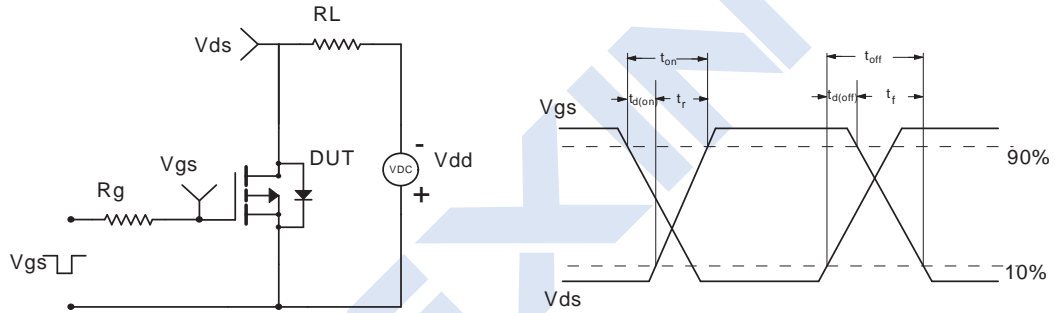 RL
Vds
Vgs
DUT
Rg
VDC
-
Vdd
+
Vgs
ton
toff
td(on)
tr
td(off)
tf
Vgs
90%
10%
Vds